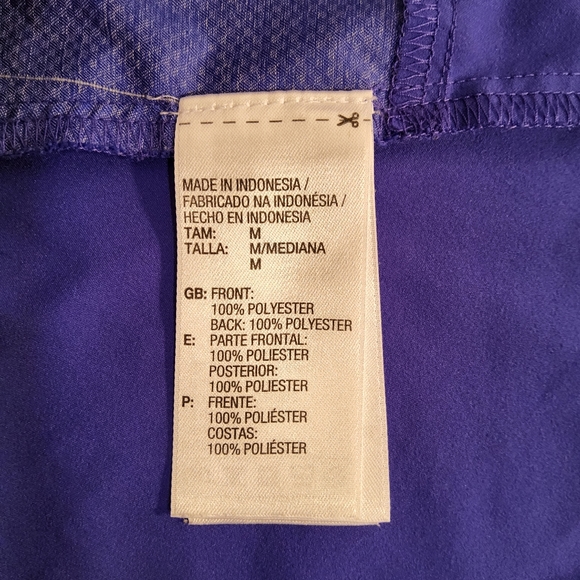 MADE IN INDONESIA /
FABRICADO NA INDONÉSIA /
HECHO EN INDONESIA
TAM: M
TALLA: M/MEDIANA
M
GB: FRONT:
100% POLYESTER
BACK: 100% POLYESTER
E: PARTE FRONTAL:
100% POLIESTER
POSTERIOR:
100% POLIESTER
P: FRENTE:
100% POLIÉSTER
COSTAS:
100% POLIÉSTER